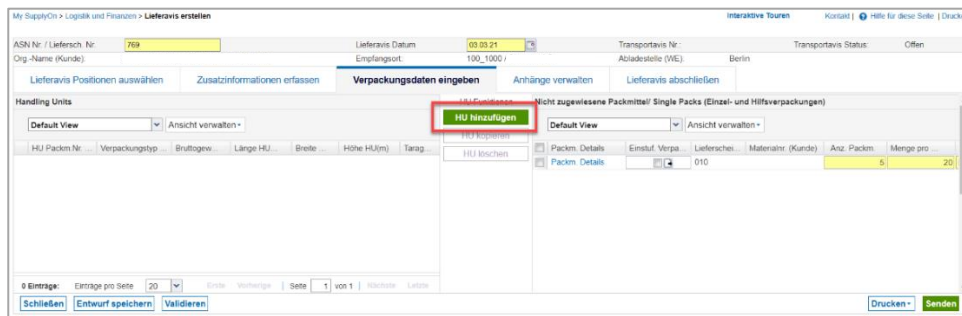 My SupplyOn > Logistik und Finanzen > Lieferavis erstellen
Interaktive Touren Kontakt | Hilfe für diese Seite | Druck
ASN Nr. / Liefersch. Nr. 769 Lieferavis Datum 03.03.21 Transportavis Nr.: Transportavis Status: Offen
Org.-Name (Kunde): Empfangsort: 100_1000 / Abladestelle (WE): Berlin
Lieferavis Positionen auswählen Zusatzinformationen erfassen Verpackungsdaten eingeben Anhänge verwalten Lieferavis abschließen
Handling Units HU Funktionen Nicht zugewiesene Packmittel/ Single Packs (Einzel- und Hilfsverpackungen)
Default View Ansicht verwalten HU hinzufügen Default View Ansicht verwalten
HU kopieren
HU Packm.Nr. ... Verpackungstyp ... Bruttogew... Länge HU... Breite ... Höhe HU(m) Tarag... HU löschen Packm. Details Einstuf. Verpa... Lieferschei... Materialnr. (Kunde) Anz. Packm. Menge pro ...
Packm. Details 010 5 20
0 Einträge: Einträge pro Seite 20 Erste Vorherige | Seite 1 von 1 | Nächste Letzte
Schließen Entwurf speichern Validieren Drucken Senden